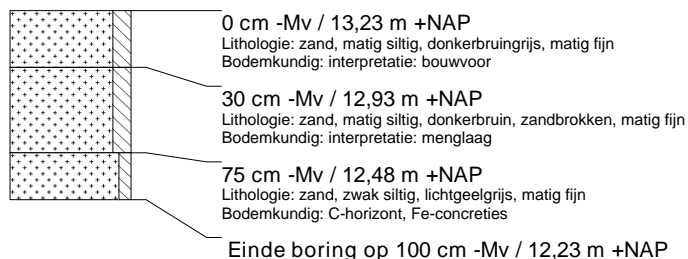 0 cm -Mv / 13,23 m +NAP
Lithologie: zand, matig siltig, donkerbruingrijs, matig fijn
Bodemkundig: interpretatie: bouwvoor
30 cm -Mv / 12,93 m +NAP
Lithologie: zand, matig siltig, donkerbruin, zandbrokken, matig fijn
Bodemkundig: interpretatie: menglaag
75 cm -Mv / 12,48 m +NAP
Lithologie: zand, zwak siltig, lichtgeelgrijs, matig fijn
Bodemkundig: C-horizont, Fe-concreties
Einde boring op 100 cm -Mv / 12,23 m +NAP